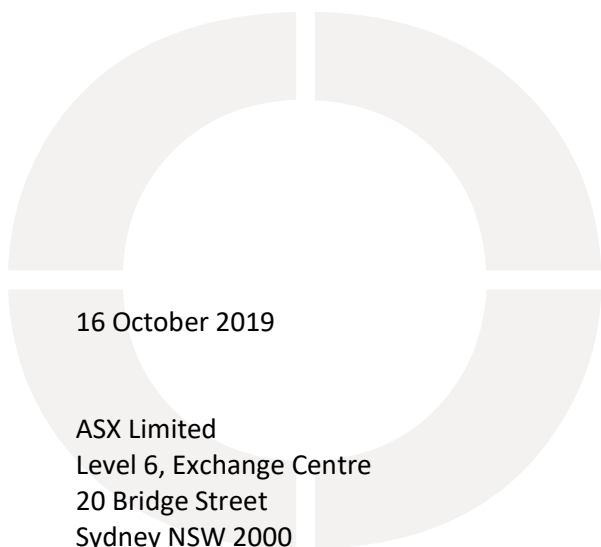 16 October 2019
ASX Limited
Level 6, Exchange Centre
20 Bridge Street
Sydney NSW 2000